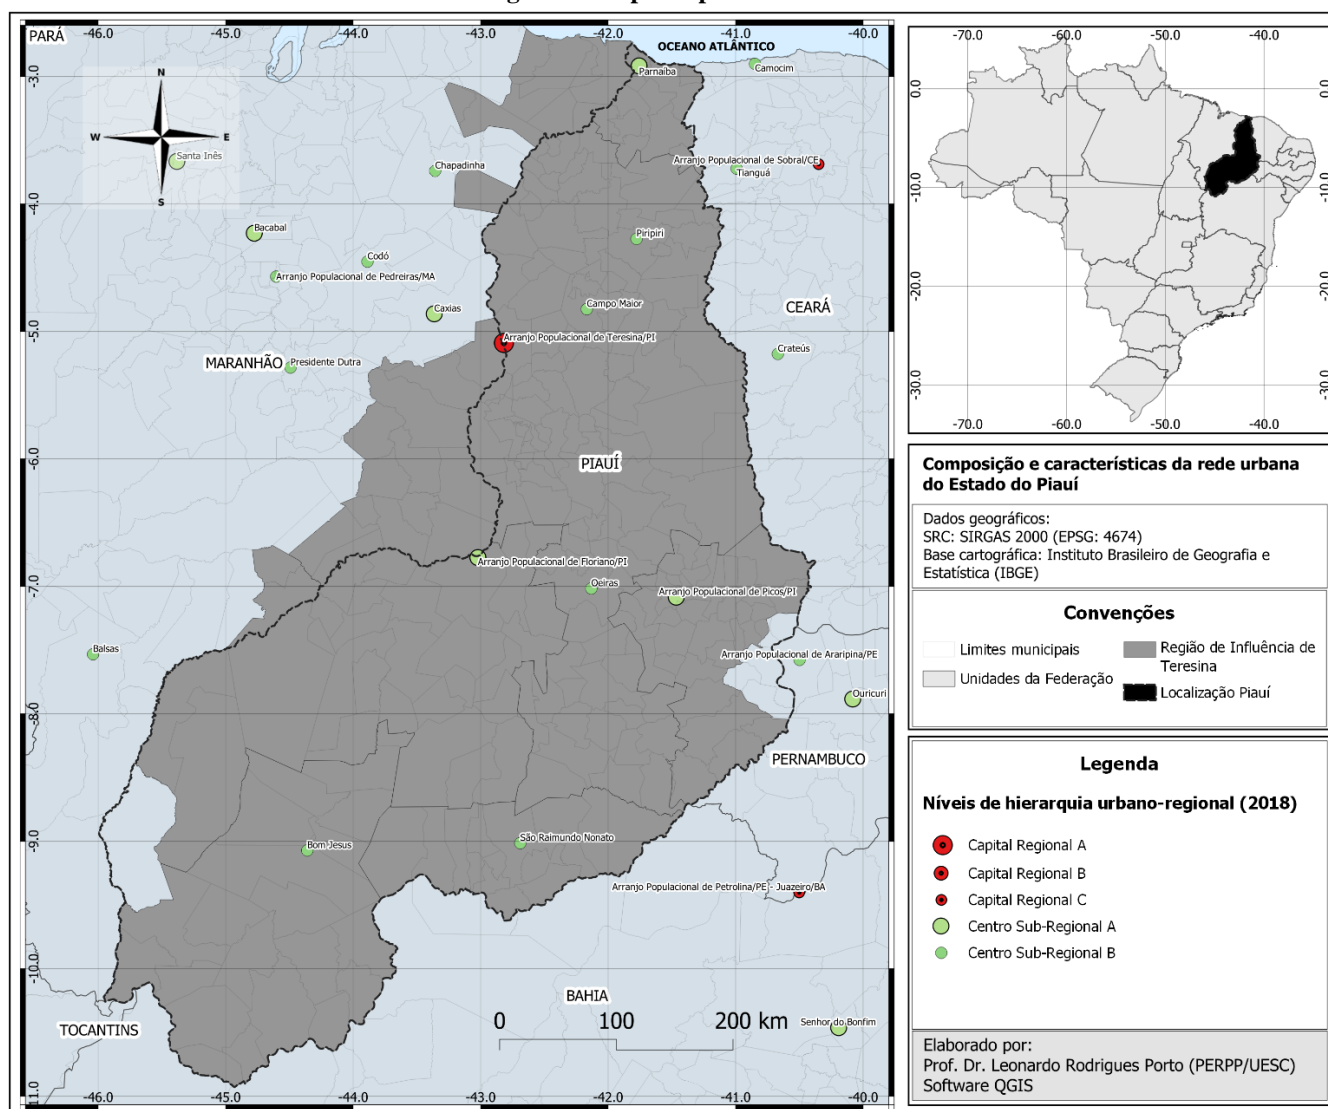 -46.0 -45.0 -44.0 -43.0 -42.0 -41.0 -40.0
PARÁ
OCEANO ATLÂNTICO
Parnaíba
Camocim
-3.0
N
W E
S
Santa Inês
Chapadinha
Arranjo Populacional de Sobral/CE
Tianguá
-4.0
Bacabal
Piripiri
Codó
Arranjo Populacional de Pedreiras/MA
Caxias
Campo Maior
CEARÁ
-5.0
Arranjo Populacional de Teresina/PI
MARANHÃO
Presidente Dutra
Crateús
-6.0
PIAUÍ
Arranjo Populacional de Floriano/PI
-7.0
Oeiras
Arranjo Populacional de Picos/PI
Balsas
Arranjo Populacional de Araripina/PE
Ouricuri
-8.0
PERNAMBUCO
-9.0
Bom Jesus
São Raimundo Nonato
Arranjo Populacional de Petrolina/PE - Juazeiro/BA
-10.0
BAHIA
TOCANTINS
0 100 200 km
Senhor do Bonfim
-11.0
-46.0 -45.0 -44.0 -43.0 -42.0 -41.0 -40.0
-70.0 -60.0 -50.0 -40.0
0.0 0.0
-10.0 -10.0
-20.0 -20.0
-30.0 -30.0
-70.0 -60.0 -50.0 -40.0
Composição e características da rede urbana
do Estado do Piauí
Dados geográficos:
SRC: SIRGAS 2000 (EPSG: 4674)
Base cartográfica: Instituto Brasileiro de Geografia e
Estatística (IBGE)
Convenções
Limites municipais
Unidades da Federação
Região de Influência de
Teresina
Localização Piauí
Legenda
Níveis de hierarquia urbano-regional (2018)
Capital Regional A
Capital Regional B
Capital Regional C
Centro Sub-Regional A
Centro Sub-Regional B
Elaborado por:
Prof. Dr. Leonardo Rodrigues Porto (PERPP/UESC)
Software QGIS